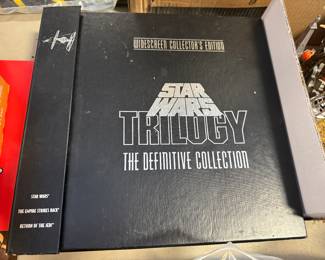 WIDESCREEN COLLECTOR'S EDITION
STAR
WARS
TRILOGY
THE DEFINITIVE COLLECTION
STAR WARS
THE EMPIRE STRIKES BACK
RETURN OF THE JEDI